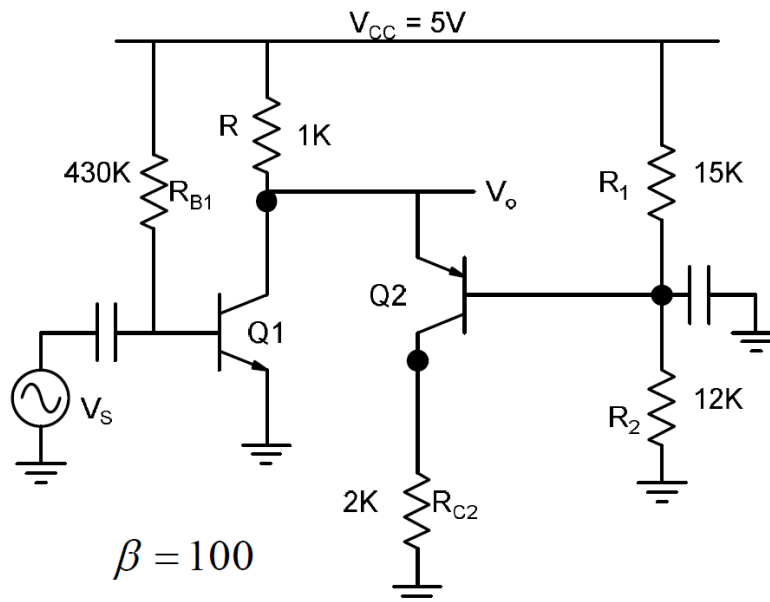 V_CC = 5V
R
1K
430K
R_B1
V_o
R_1
15K
Q2
Q1
V_S
R_2
12K
2K
R_C2
β = 100